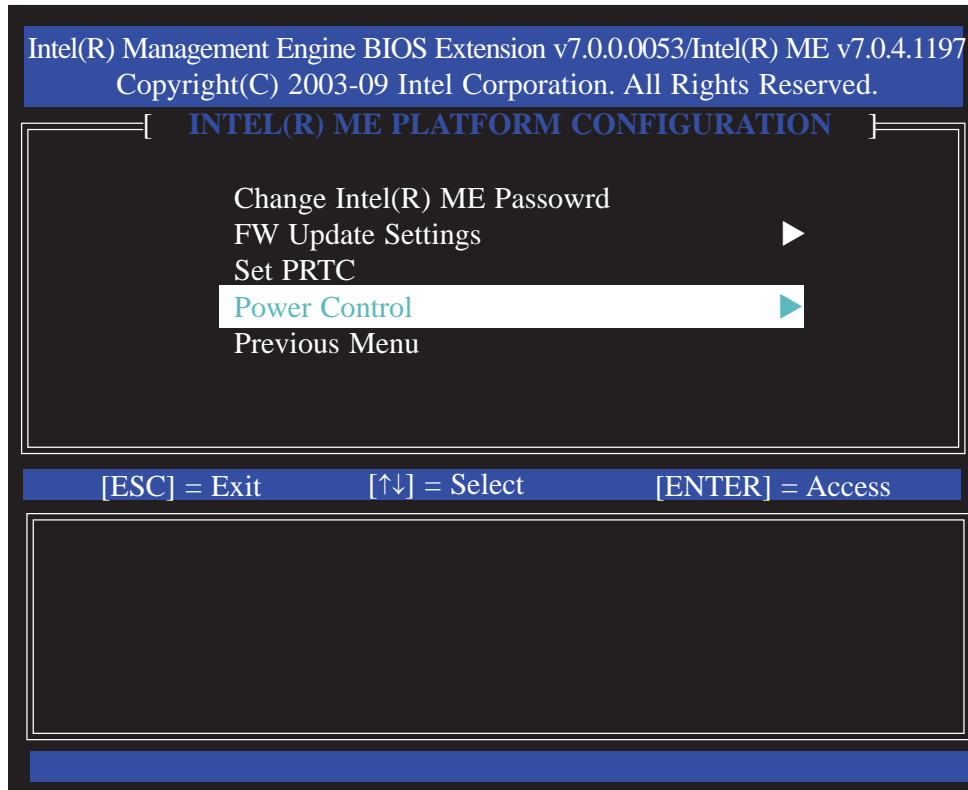 Intel(R) Management Engine BIOS Extension v7.0.0.0053/Intel(R) ME v7.0.4.1197
Copyright(C) 2003-09 Intel Corporation. All Rights Reserved.
[ INTEL(R) ME PLATFORM CONFIGURATION ]
Change Intel(R) ME Passowrd
FW Update Settings ▶
Set PRTC
Power Control ▶
Previous Menu
[ESC] = Exit [↑↓] = Select [ENTER] = Access